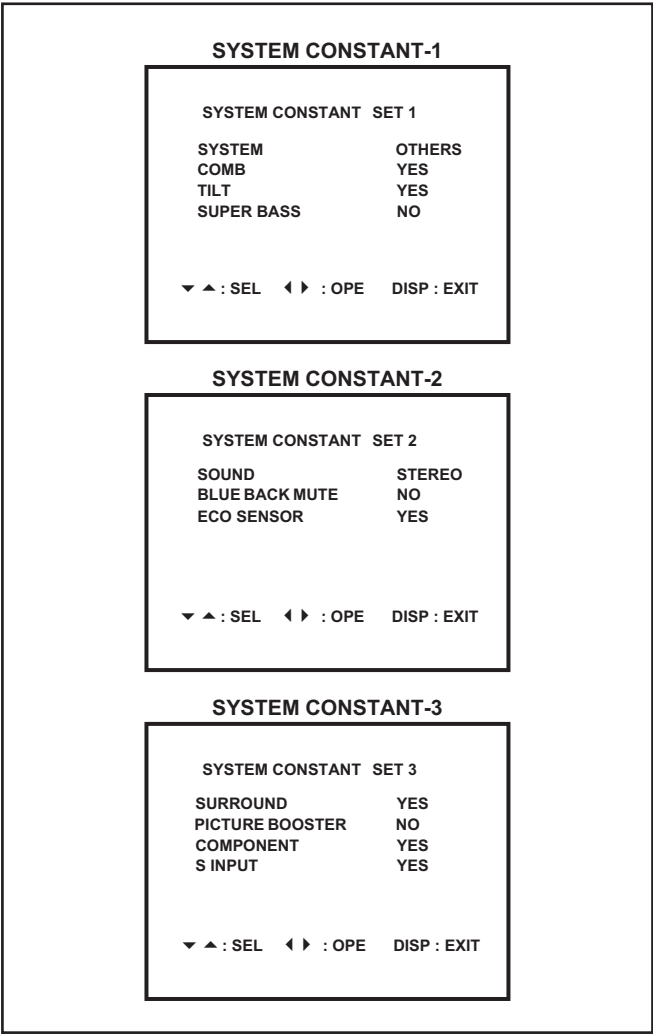 SYSTEM CONSTANT-1
SYSTEM CONSTANT SET 1
SYSTEM OTHERS
COMB YES
TILT YES
SUPER BASS NO
▼ ▲ : SEL ◀ ▶ : OPE DISP : EXIT
SYSTEM CONSTANT-2
SYSTEM CONSTANT SET 2
SOUND STEREO
BLUE BACK MUTE NO
ECO SENSOR YES
▼ ▲ : SEL ◀ ▶ : OPE DISP : EXIT
SYSTEM CONSTANT-3
SYSTEM CONSTANT SET 3
SURROUND YES
PICTURE BOOSTER NO
COMPONENT YES
S INPUT YES
▼ ▲ : SEL ◀ ▶ : OPE DISP : EXIT